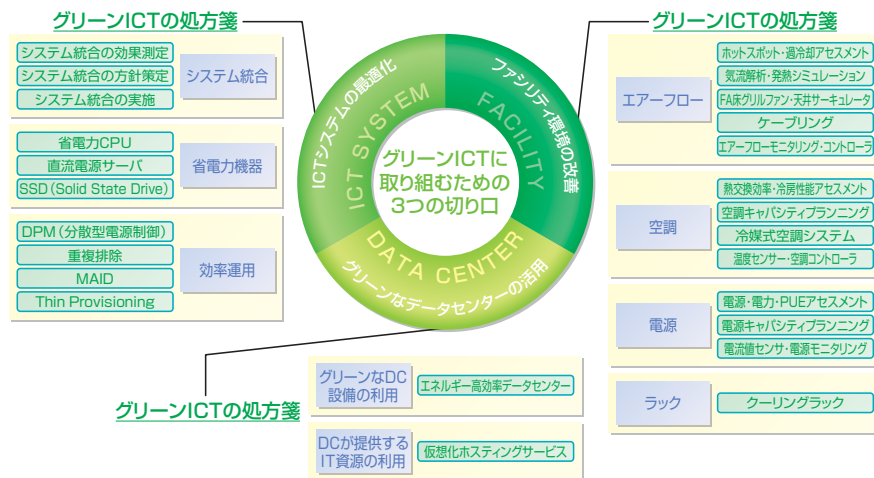 グリーンICTの処方箋
システム統合の効果測定
システム統合の方針策定
システム統合の実施
システム統合
省電力CPU
直流電源サーバ
SSD(Solid State Drive)
省電力機器
DPM(分散型電源制御)
重複排除
MAID
Thin Provisioning
効率運用
ICTシステムの最適化
ICT SYSTEM
ファシリティ環境の改善
FACILITY
グリーンICTに
取り組むための
3つの切り口
DATA CENTER
グリーンなデータセンターの活用
グリーンICTの処方箋
エアーフロー
ホットスポット・過冷却アセスメント
気流解析・発熱シミュレーション
FA床グリルファン・天井サーキュレータ
ケーブリング
エアーフローモニタリング・コントローラ
空調
熱交換効率・冷房性能アセスメント
空調キャパシティプランニング
冷媒式空調システム
温度センサー・空調コントローラ
電源
電源・電力・PUEアセスメント
電源キャパシティプランニング
電流値センサ・電源モニタリング
ラック
クーリングラック
グリーンICTの処方箋
グリーンなDC
設備の利用
エネルギー高効率データセンター
DCが提供する
IT資源の利用
仮想化ホスティングサービス